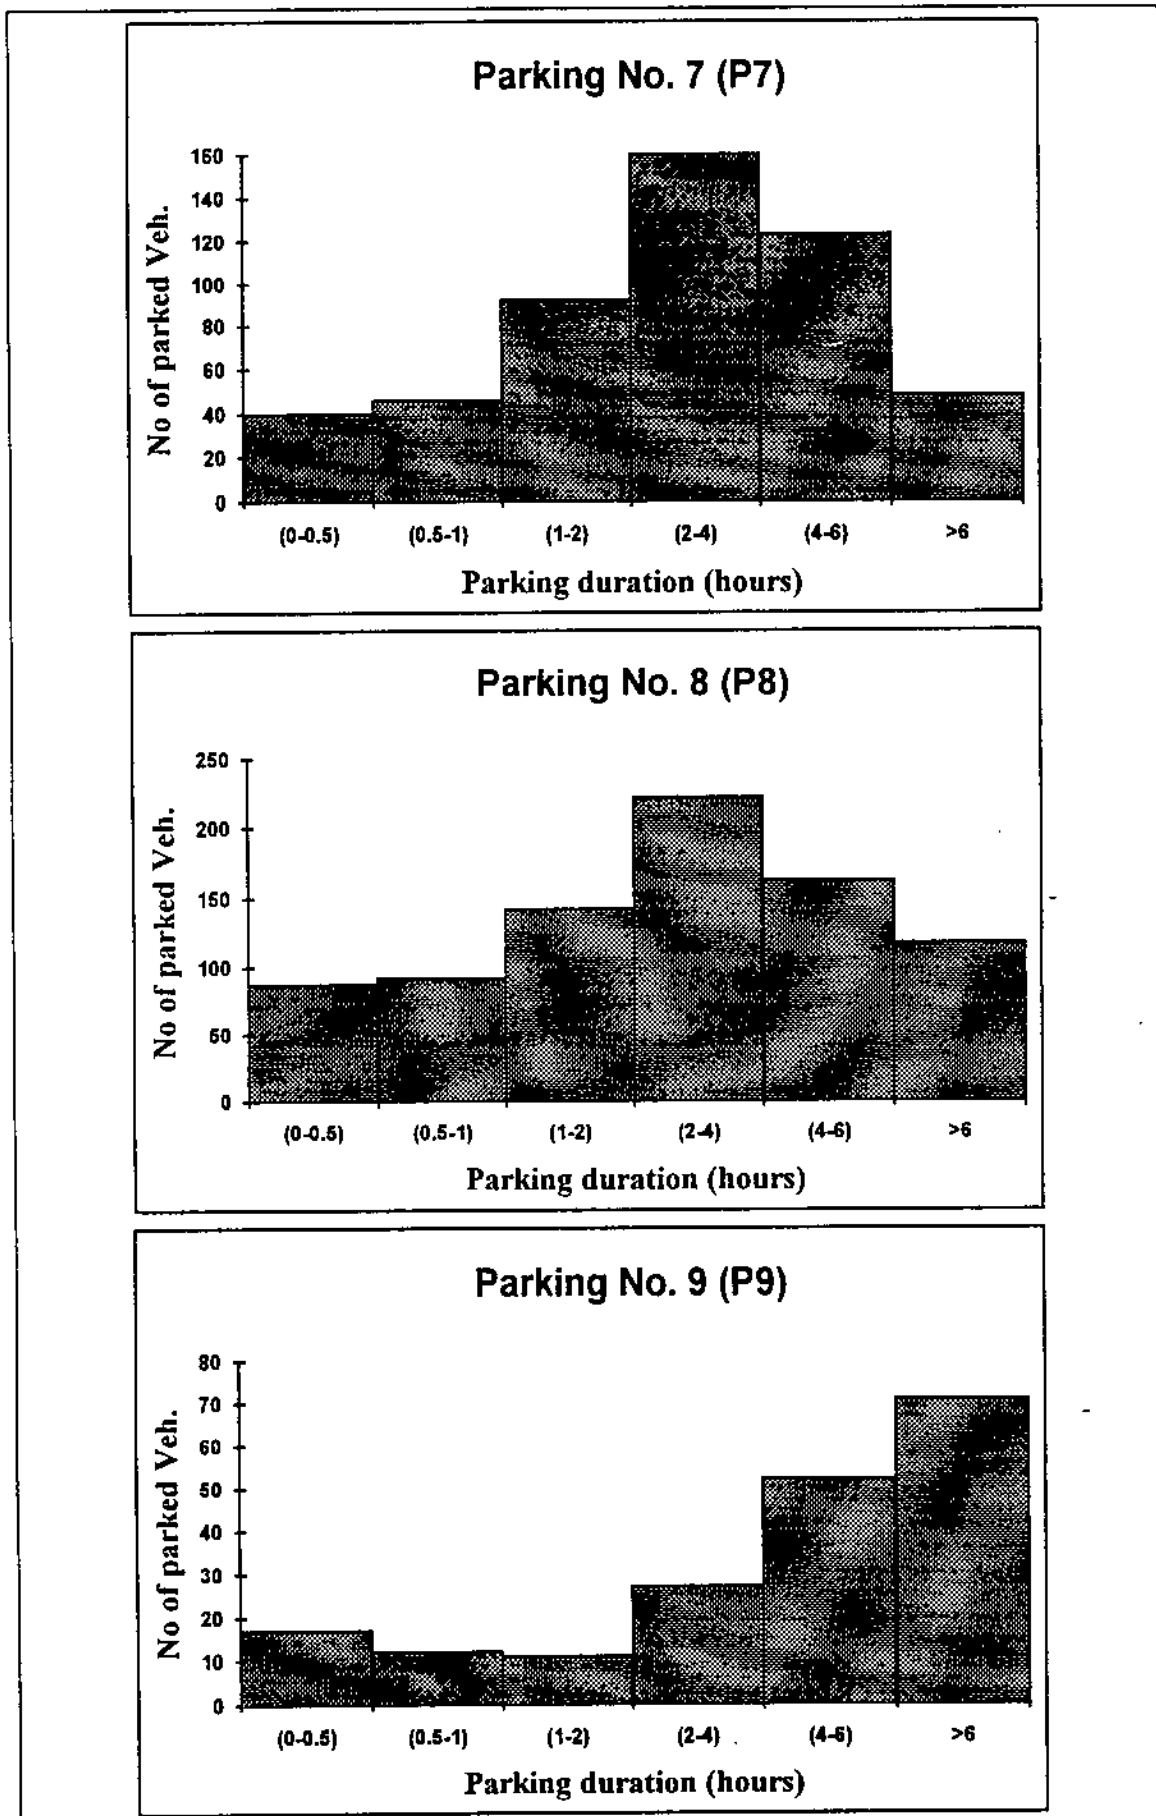 Parking No. 7 (P7)
No of parked Veh.
160
140
120
100
80
60
40
20
0
(0-0.5) (0.5-1) (1-2) (2-4) (4-6) >6
Parking duration (hours)
Parking No. 8 (P8)
No of parked Veh.
250
200
150
100
50
0
(0-0.5) (0.5-1) (1-2) (2-4) (4-6) >6
Parking duration (hours)
Parking No. 9 (P9)
No of parked Veh.
80
70
60
50
40
30
20
10
0
(0-0.5) (0.5-1) (1-2) (2-4) (4-6) >6
Parking duration (hours)